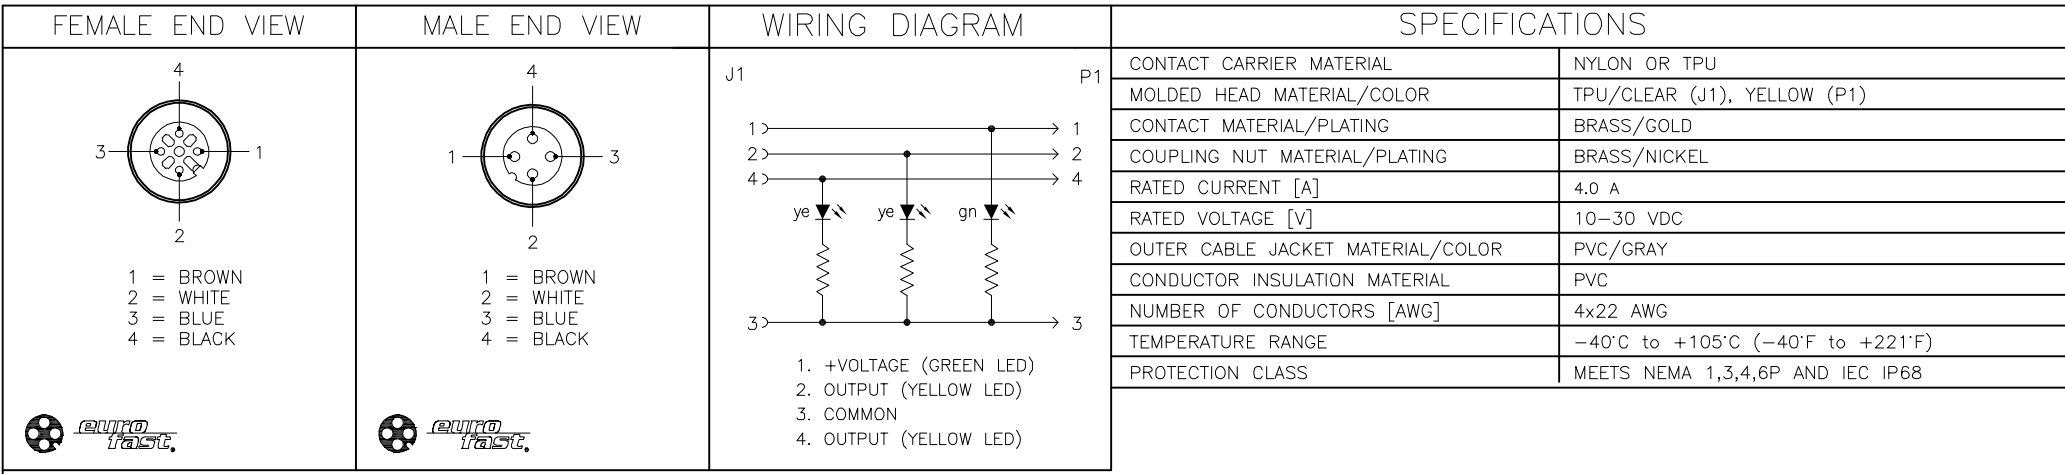 FEMALE END VIEW
4
3 1
2
1 = BROWN
2 = WHITE
3 = BLUE
4 = BLACK
euro
fast.
MALE END VIEW
4
1 3
2
1 = BROWN
2 = WHITE
3 = BLUE
4 = BLACK
euro
fast.
WIRING DIAGRAM
J1 P1
1 1
2 2
4 4
ye ye gn
3 3
1. +VOLTAGE (GREEN LED)
2. OUTPUT (YELLOW LED)
3. COMMON
4. OUTPUT (YELLOW LED)
SPECIFICATIONS
CONTACT CARRIER MATERIAL NYLON OR TPU
MOLDED HEAD MATERIAL/COLOR TPU/CLEAR (J1), YELLOW (P1)
CONTACT MATERIAL/PLATING BRASS/GOLD
COUPLING NUT MATERIAL/PLATING BRASS/NICKEL
RATED CURRENT [A] 4.0 A
RATED VOLTAGE [V] 10-30 VDC
OUTER CABLE JACKET MATERIAL/COLOR PVC/GRAY
CONDUCTOR INSULATION MATERIAL PVC
NUMBER OF CONDUCTORS [AWG] 4x22 AWG
TEMPERATURE RANGE -40°C to +105°C (-40°F to +221°F)
PROTECTION CLASS MEETS NEMA 1,3,4,6P AND IEC IP68